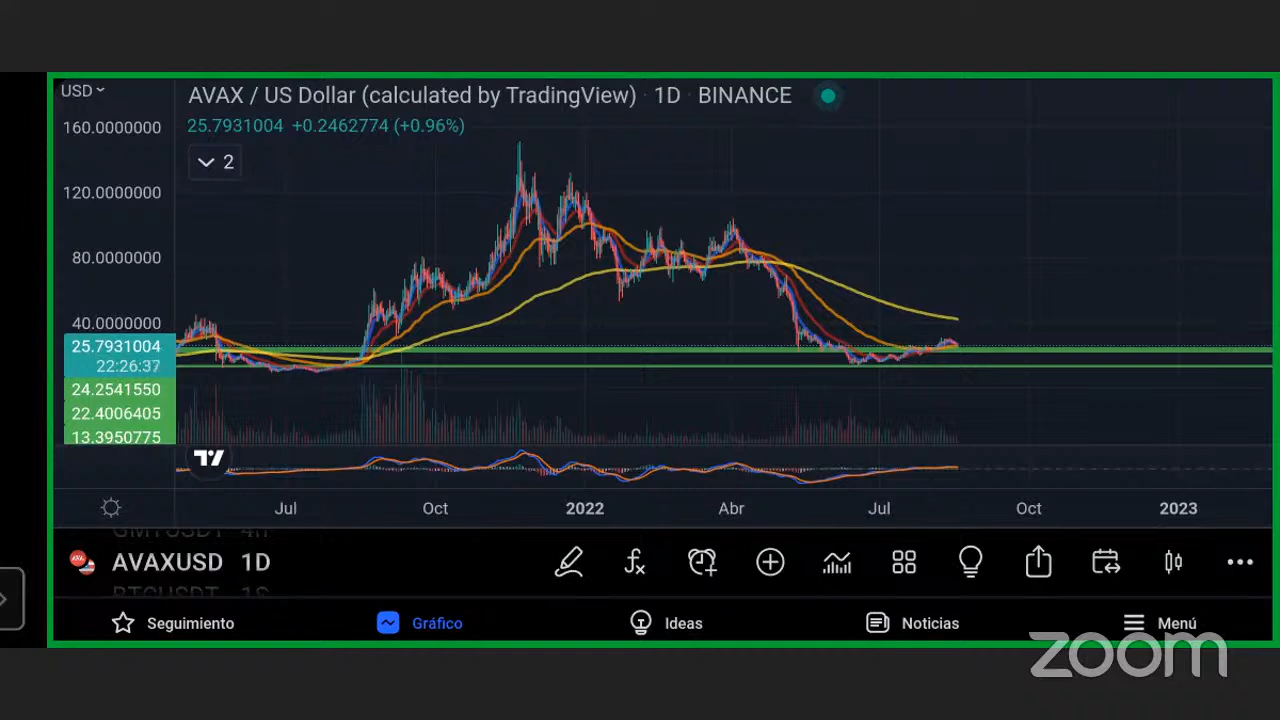 USD
AVAX / US Dollar (calculated by TradingView) · 1D · BINANCE
25.7931004 +0.2462774 (+0.96%)
2
160.0000000
120.0000000
80.0000000
40.0000000
25.7931004
22:26:37
24.2541550
22.4006405
13.3950775
Jul Oct 2022 Abr Jul Oct 2023
AVAXUSD 1D
Seguimiento Gráfico Ideas Noticias Menú
zoom